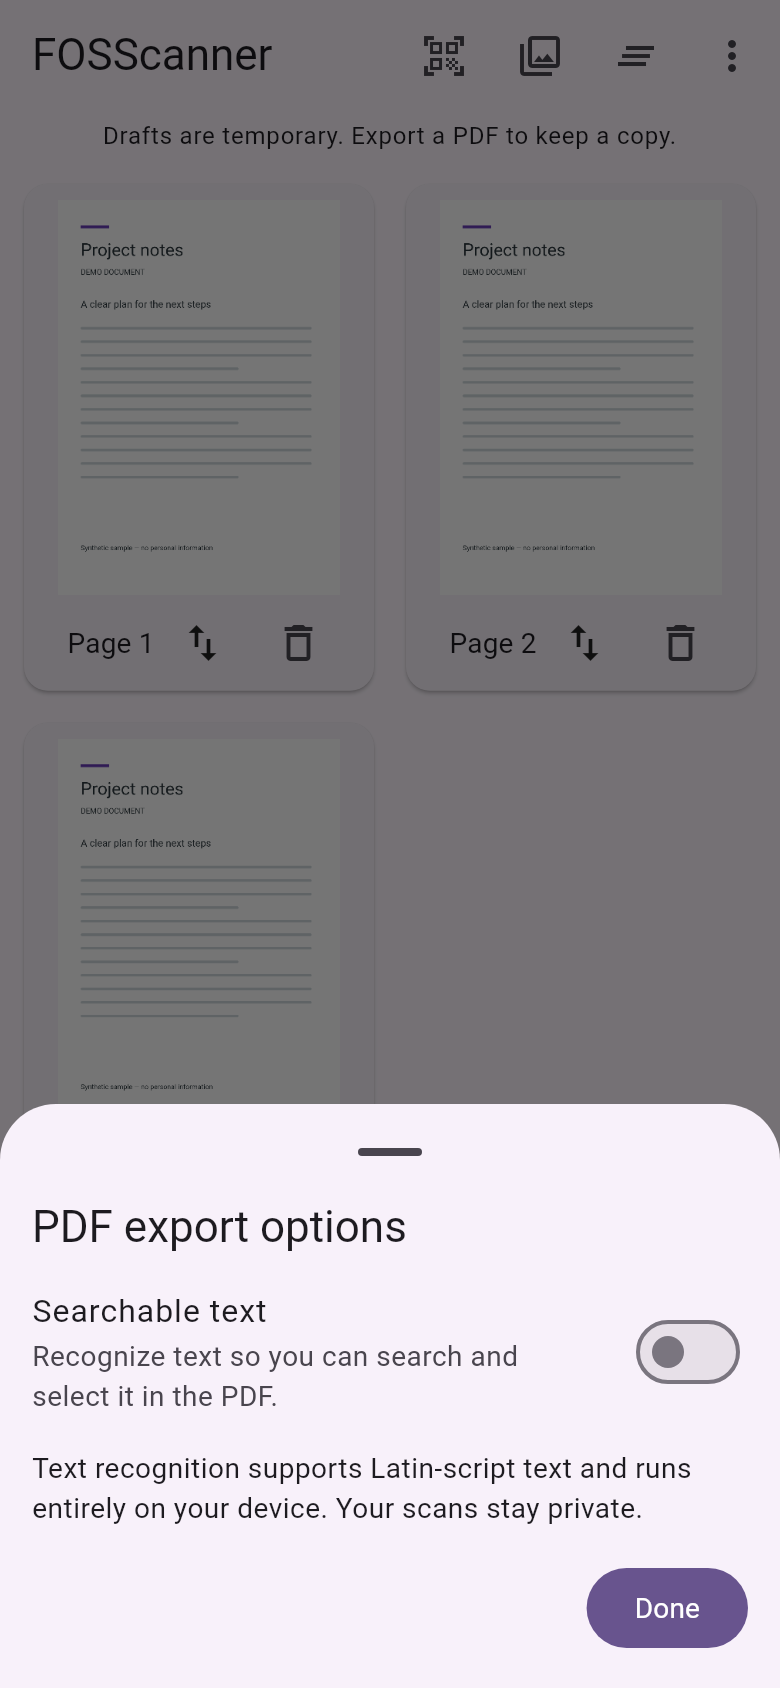 FOSScanner
Drafts are temporary. Export a PDF to keep a copy.
Project notes
DEMO DOCUMENT
A clear plan for the next steps
Synthetic sample — no personal information
Page 1
Project notes
DEMO DOCUMENT
A clear plan for the next steps
Synthetic sample — no personal information
Page 2
Project notes
DEMO DOCUMENT
A clear plan for the next steps
Synthetic sample — no personal information
PDF export options
Searchable text
Recognize text so you can search and
select it in the PDF.
Text recognition supports Latin-script text and runs
entirely on your device. Your scans stay private.
Done